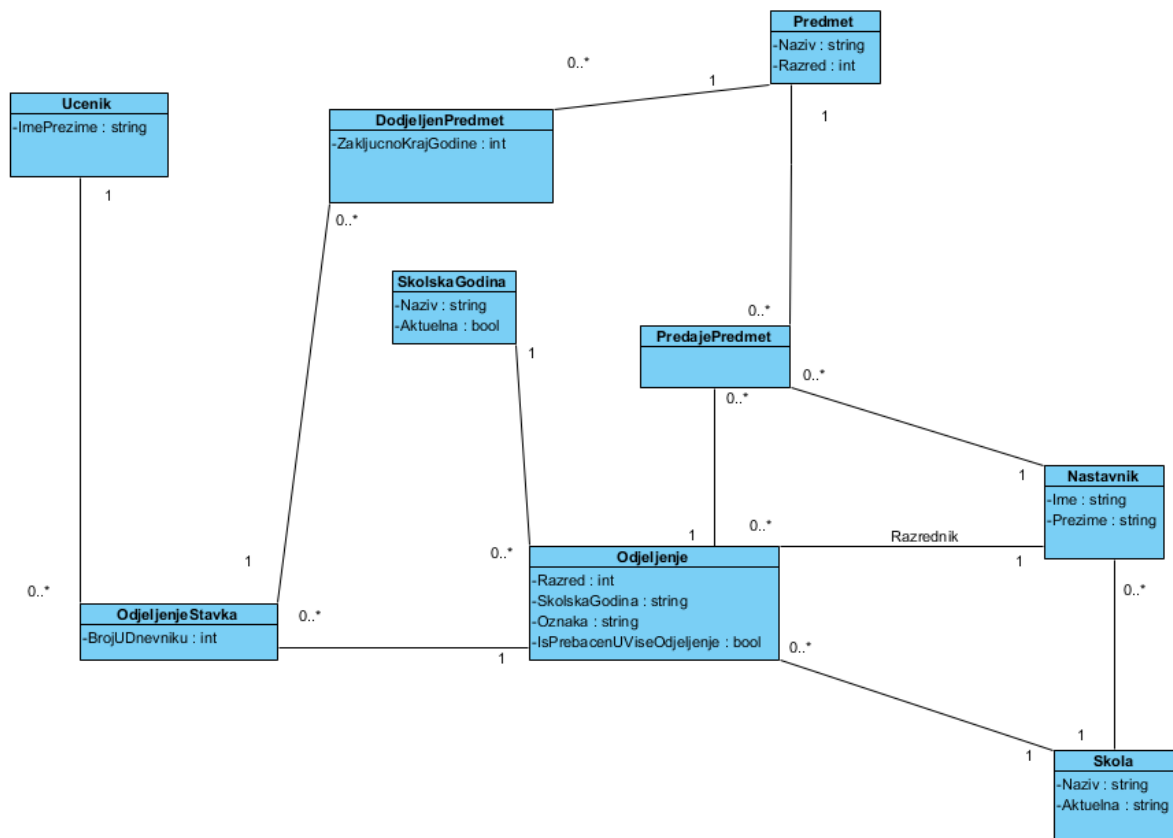 Predmet
-Naziv : string
-Razred : int
0..*
1
1
Ucenik
-ImePrezime : string
1
DodjeljenPredmet
-ZakljucnoKrajGodine : int
0..*
SkolskaGodina
-Naziv : string
-Aktuelna : bool
1
0..*
PredajePredmet
0..*
0..*
Nastavnik
-Ime : string
-Prezime : string
1
1
0..*
1
0..*
Razrednik
1
0..*
Odjeljenje
-Razred : int
-SkolskaGodina : string
-Oznaka : string
-IsPrebacenUViseOdjeljenje : bool
0..*
0..*
OdjeljenjeStavka
-BrojUDnevniku : int
0..*
1
0..*
1
1
Skola
-Naziv : string
-Aktuelna : string